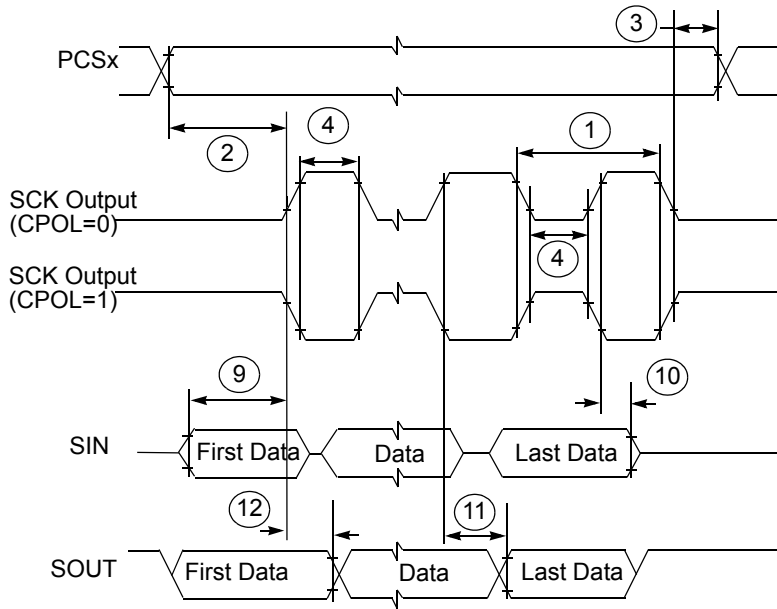 3
PCSx
2
4
1
SCK Output
(CPOL=0)
4
SCK Output
(CPOL=1)
9
10
SIN
First Data
Data
Last Data
12
11
SOUT
First Data
Data
Last Data